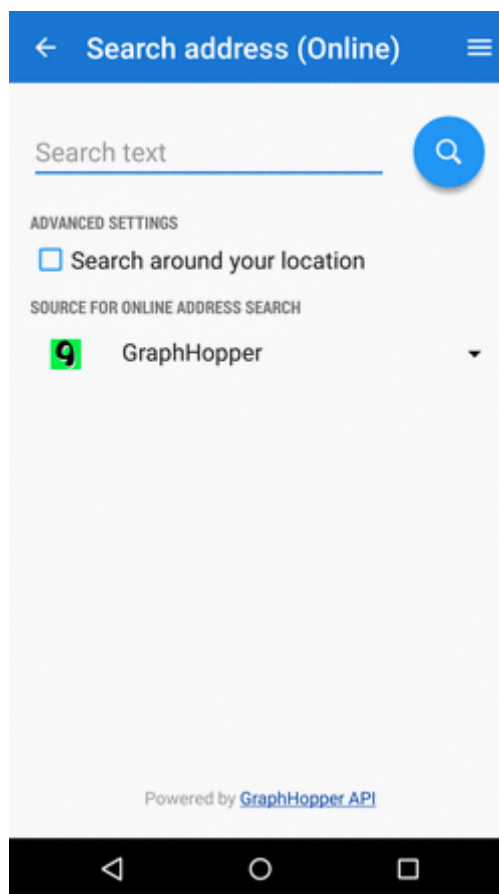 Search address (Online)
Search text
ADVANCED SETTINGS
Search around your location
SOURCE FOR ONLINE ADDRESS SEARCH
GraphHopper
Powered by GraphHopper API